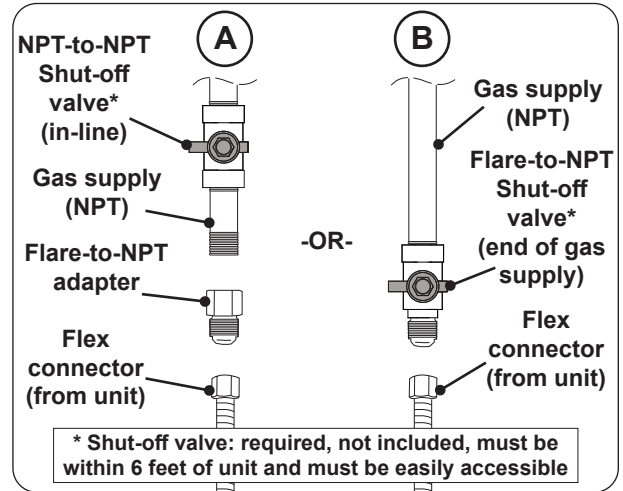 A
NPT-to-NPT
Shut-off
valve*
(in-line)
Gas supply
(NPT)
Flare-to-NPT
adapter
Flex
connector
(from unit)
-OR-
B
Gas supply
(NPT)
Flare-to-NPT
Shut-off
valve*
(end of gas
supply)
Flex
connector
(from unit)
* Shut-off valve: required, not included, must be
within 6 feet of unit and must be easily accessible